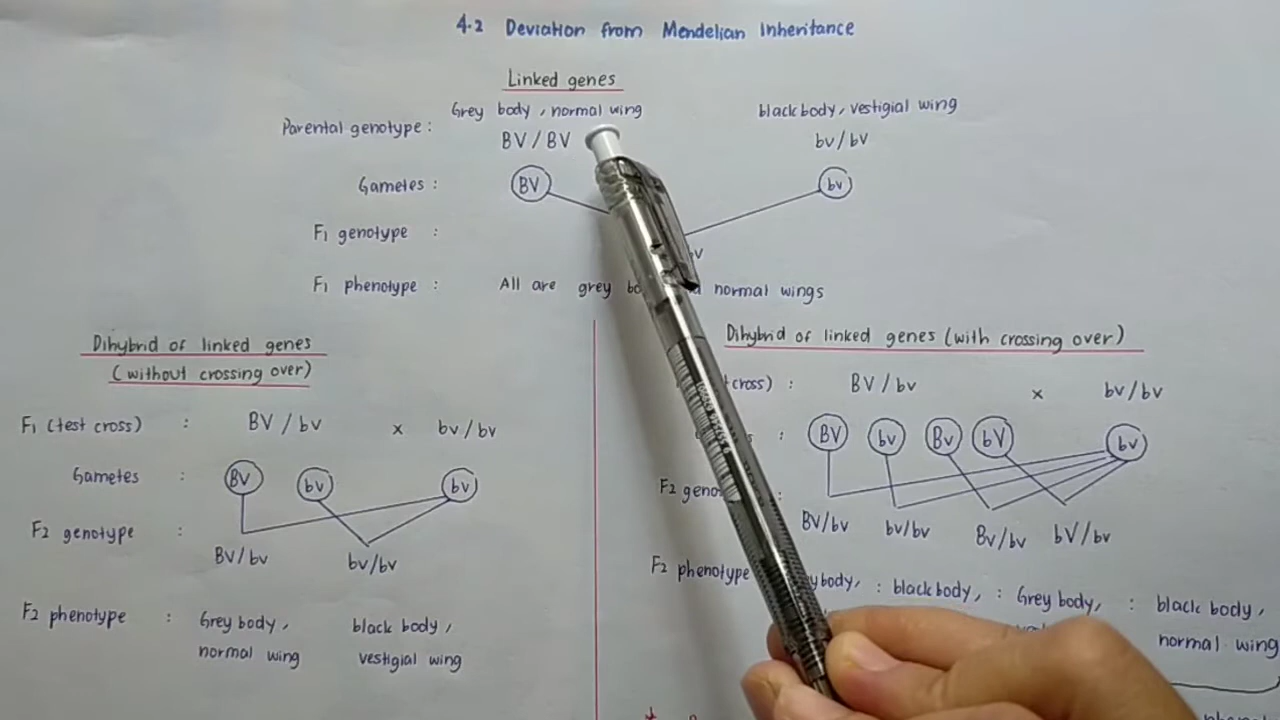 4.2 Deviation from Mendelian Inheritance
Linked genes
Grey body, normal wing
black body, vestigial wing
Parental genotype:
BV/BV
bv/bv
Gametes :
BV
bv
F1 genotype :
F1 phenotype : All are grey normal wings
Dihybrid of linked genes
(without crossing over)
F1 (test cross) : BV/bv x bv/bv
Gametes : BV bv bv
F2 genotype :
BV/bv bv/bv
F2 phenotype : Grey body, black body,
normal wing vestigial wing
Dihybrid of linked genes (with crossing over)
cross) : BV/bv x bv/bv
: BV bv Bv bV bv
F2 :
BV/bv bv/bv Bv/bv bV/bv
F2 phenotype body, : black body, : Grey body, : black body,
normal wing